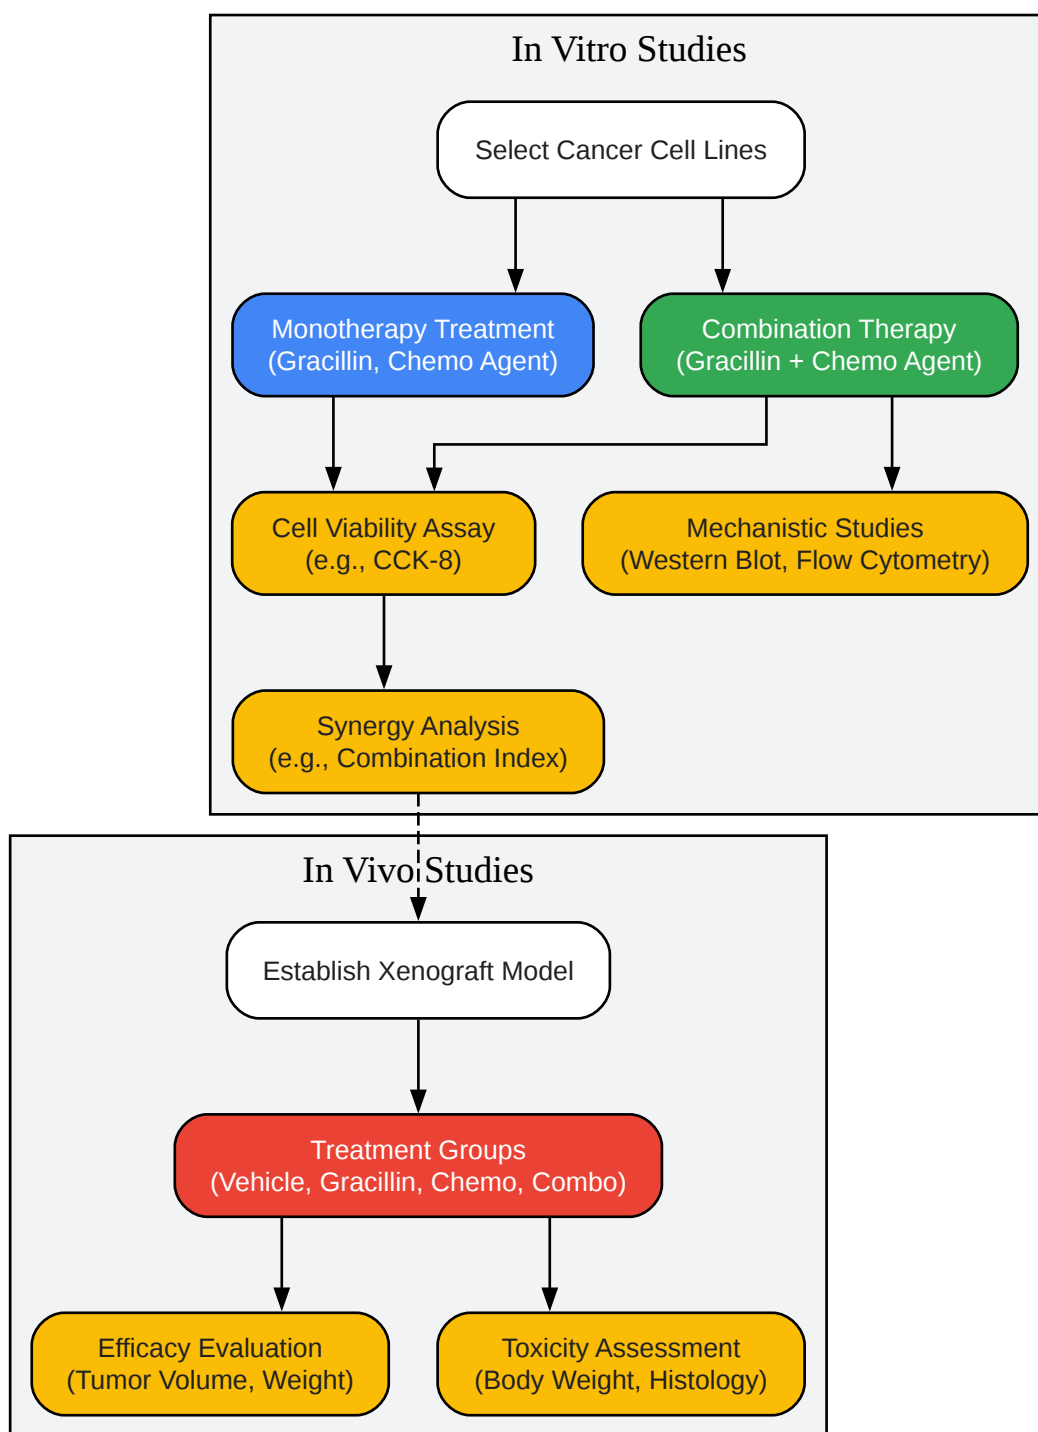 In Vitro Studies
Select Cancer Cell Lines
Monotherapy Treatment
(Gracillin, Chemo Agent)
Combination Therapy
(Gracillin + Chemo Agent)
Cell Viability Assay
(e.g., CCK-8)
Mechanistic Studies
(Western Blot, Flow Cytometry)
Synergy Analysis
(e.g., Combination Index)
In Vivo Studies
Establish Xenograft Model
Treatment Groups
(Vehicle, Gracillin, Chemo, Combo)
Efficacy Evaluation
(Tumor Volume, Weight)
Toxicity Assessment
(Body Weight, Histology)